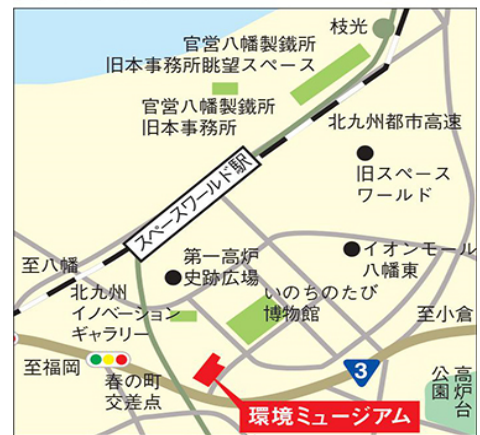 枝光
官営八幡製鐵所
旧本事務所眺望スペース
官営八幡製鐵所
旧本事務所
北九州都市高速
旧スペース
ワールド
スペースワールド駅
イオンモール
八幡東
第一高炉
史跡広場
至八幡
北九州
イノベーション
ギャラリー
いのちのたび
博物館
至小倉
至福岡
春の町
交差点
3
高炉台
公園
環境ミュージアム